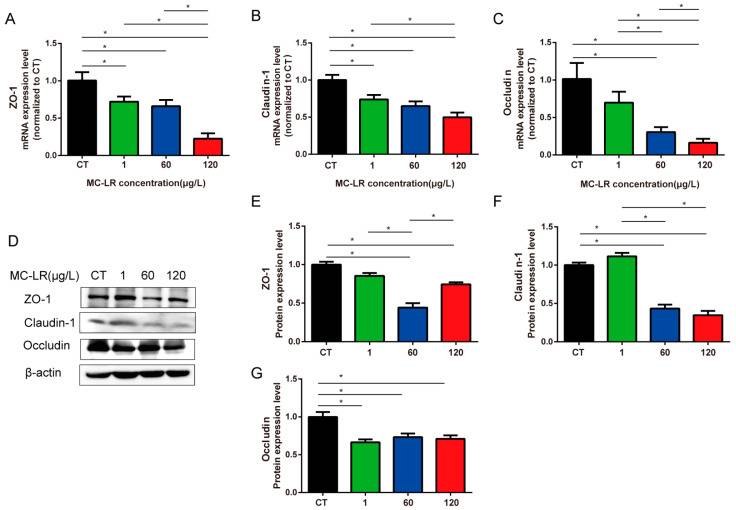 A
*
*
*
*
*
ZO-1
mRNA expression level
(normalized to CT)
1.5
1.0
0.5
0.0
CT 1 60 120
MC-LR concentration(μg/L)
B
*
*
*
*
Claudin-1
mRNA expression level
(normalized to CT)
1.5
1.0
0.5
0.0
CT 1 60 120
MC-LR concentration(μg/L)
C
*
*
*
*
*
Occludin
mRNA expression level
(normalized to CT)
1.5
1.0
0.5
0.0
CT 1 60 120
MC-LR concentration(μg/L)
D
MC-LR(μg/L) CT 1 60 120
ZO-1
Claudin-1
Occludin
β-actin
E
*
*
*
*
ZO-1
Protein expression level
1.5
1.0
0.5
0.0
CT 1 60 120
F
*
*
*
*
Claudin-1
Protein expression level
1.5
1.0
0.5
0.0
CT 1 60 120
G
*
*
*
Occludin
Protein expression level
1.5
1.0
0.5
0.0
CT 1 60 120